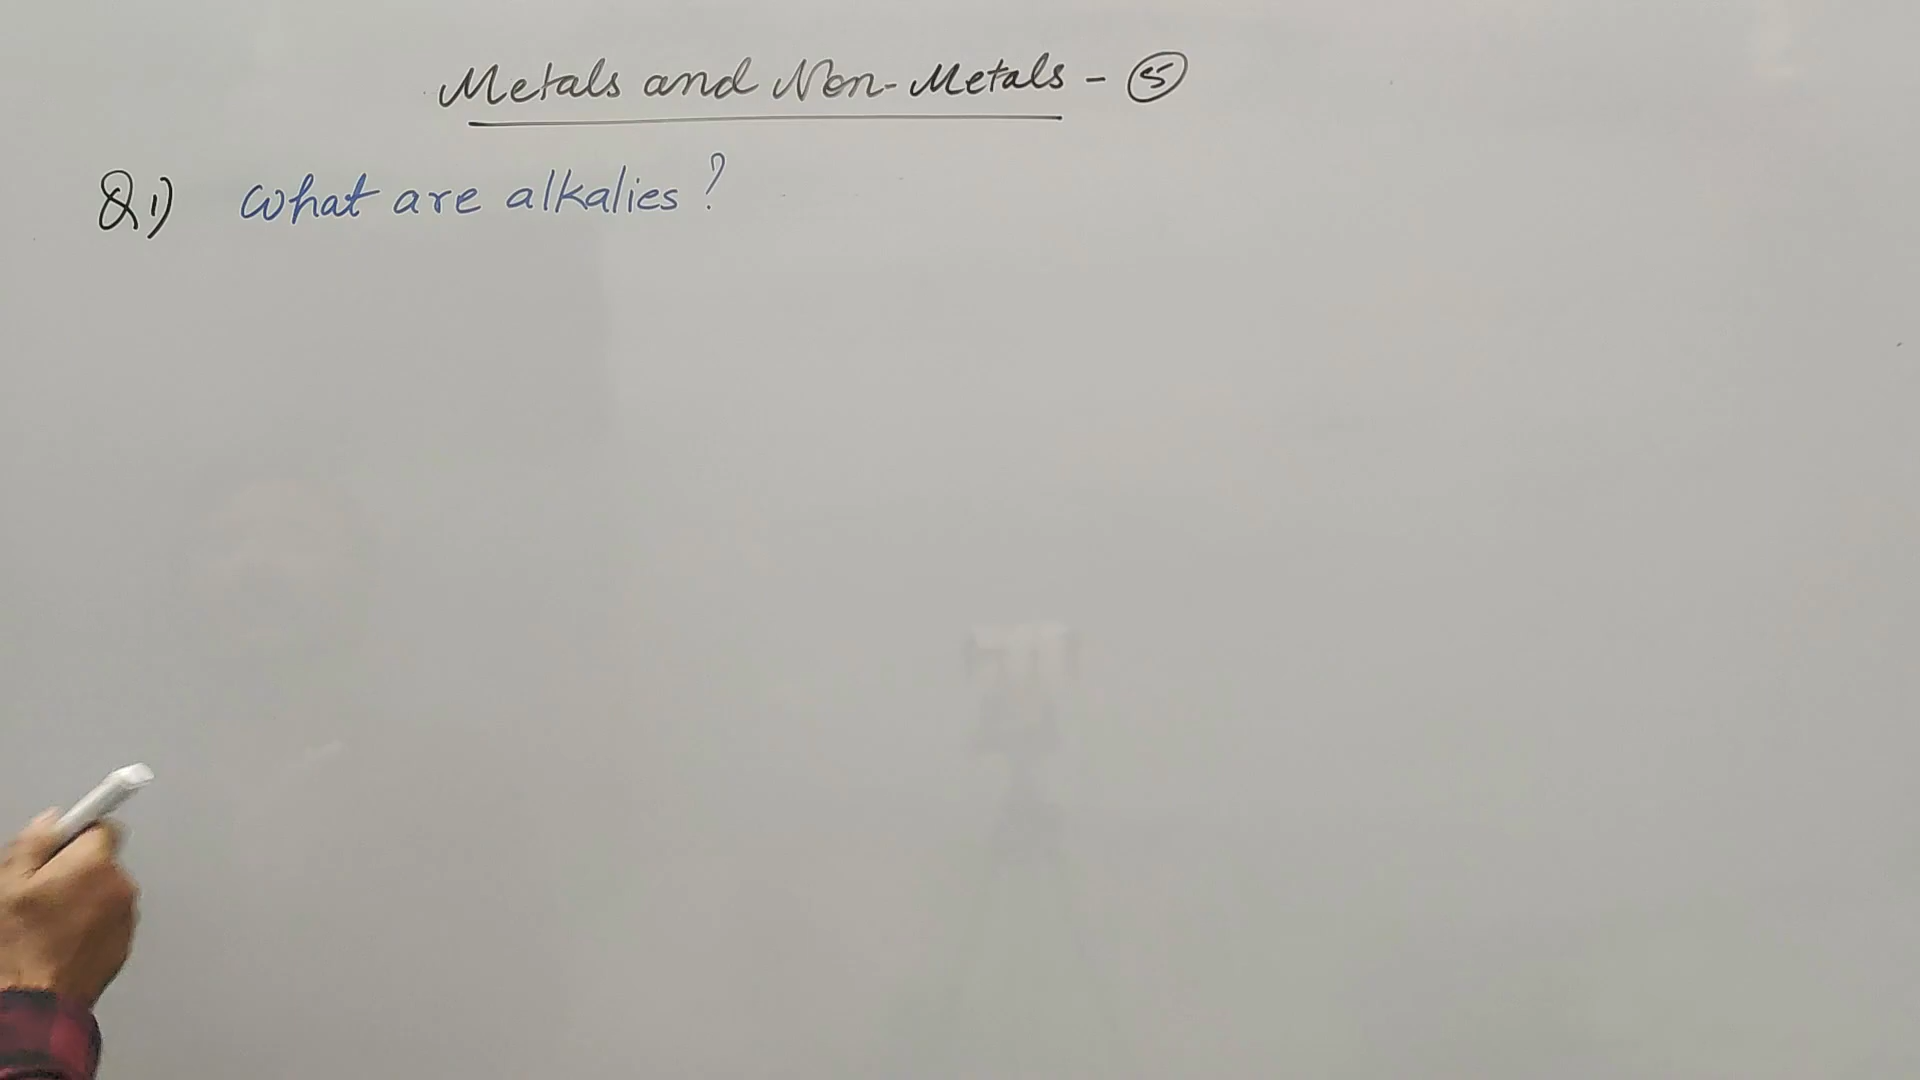 Metals and Non-Metals - ⑤
Q1) What are alkalies?